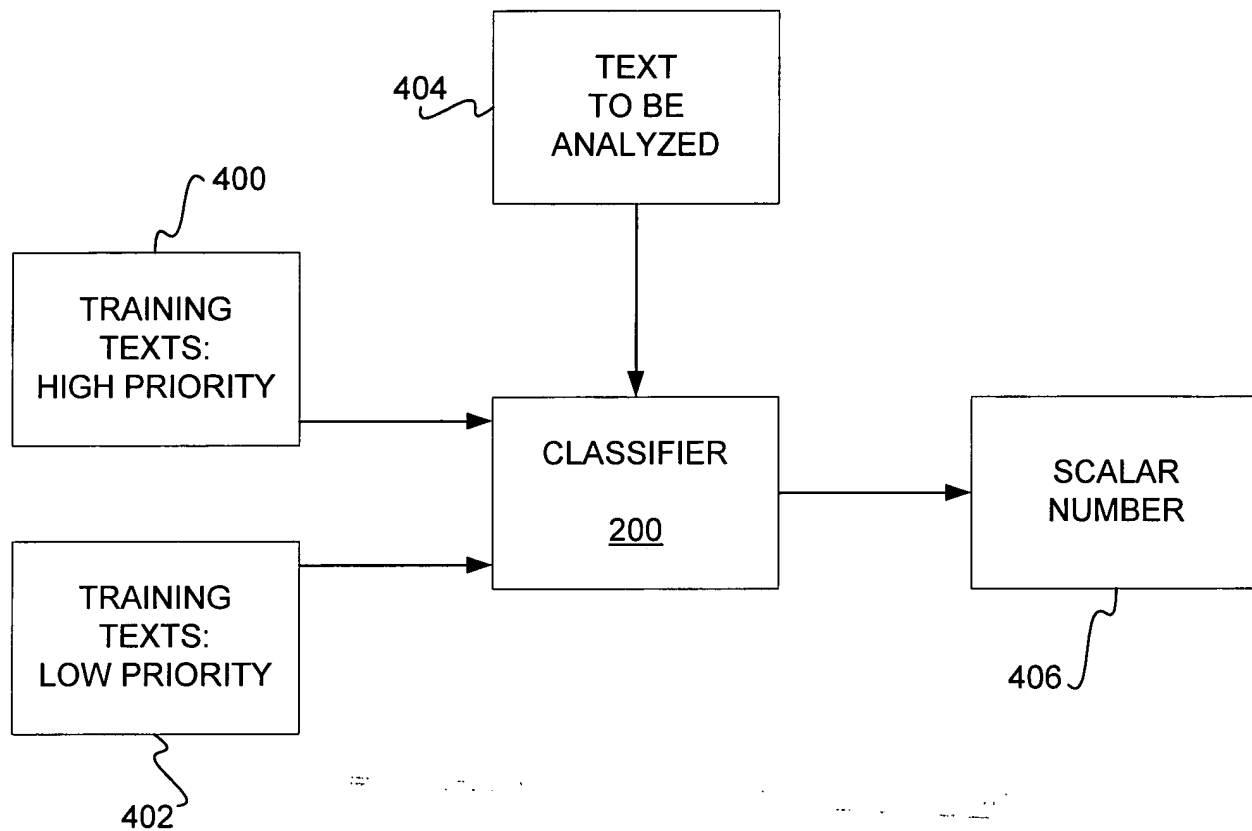 TEXT
TO BE
ANALYZED
404
400
TRAINING
TEXTS:
HIGH PRIORITY
CLASSIFIER
200
SCALAR
NUMBER
TRAINING
TEXTS:
LOW PRIORITY
406
402